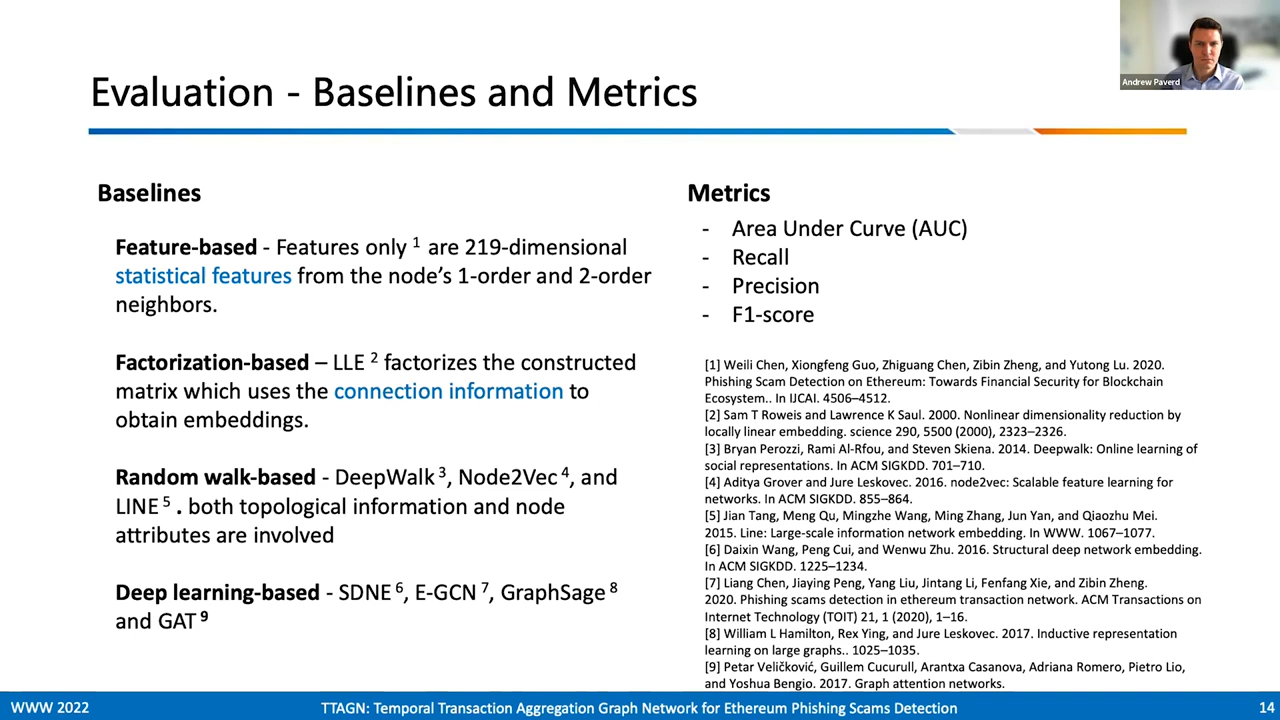 Andrew Paverd
Evaluation - Baselines and Metrics
Baselines
Feature-based - Features only 1 are 219-dimensional
statistical features from the node's 1-order and 2-order
neighbors.
Factorization-based – LLE 2 factorizes the constructed
matrix which uses the connection information to
obtain embeddings.
Random walk-based - DeepWalk 3, Node2Vec 4, and
LINE 5 . both topological information and node
attributes are involved
Deep learning-based - SDNE 6, E-GCN 7, GraphSage 8
and GAT 9
Metrics
- Area Under Curve (AUC)
- Recall
- Precision
- F1-score
[1] Weili Chen, Xiongfeng Guo, Zhiguang Chen, Zibin Zheng, and Yutong Lu. 2020.
Phishing Scam Detection on Ethereum: Towards Financial Security for Blockchain
Ecosystem.. In IJCAI. 4506–4512.
[2] Sam T Roweis and Lawrence K Saul. 2000. Nonlinear dimensionality reduction by
locally linear embedding. science 290, 5500 (2000), 2323–2326.
[3] Bryan Perozzi, Rami Al-Rfou, and Steven Skiena. 2014. Deepwalk: Online learning of
social representations. In ACM SIGKDD. 701–710.
[4] Aditya Grover and Jure Leskovec. 2016. node2vec: Scalable feature learning for
networks. In ACM SIGKDD. 855–864.
[5] Jian Tang, Meng Qu, Mingzhe Wang, Ming Zhang, Jun Yan, and Qiaozhu Mei.
2015. Line: Large-scale information network embedding. In WWW. 1067–1077.
[6] Daixin Wang, Peng Cui, and Wenwu Zhu. 2016. Structural deep network embedding.
In ACM SIGKDD. 1225–1234.
[7] Liang Chen, Jiaying Peng, Yang Liu, Jintang Li, Fenfang Xie, and Zibin Zheng.
2020. Phishing scams detection in ethereum transaction network. ACM Transactions on
Internet Technology (TOIT) 21, 1 (2020), 1–16.
[8] William L Hamilton, Rex Ying, and Jure Leskovec. 2017. Inductive representation
learning on large graphs.. 1025–1035.
[9] Petar Veličković, Guillem Cucurull, Arantxa Casanova, Adriana Romero, Pietro Lio,
and Yoshua Bengio. 2017. Graph attention networks.
WWW 2022
TTAGN: Temporal Transaction Aggregation Graph Network for Ethereum Phishing Scams Detection
14